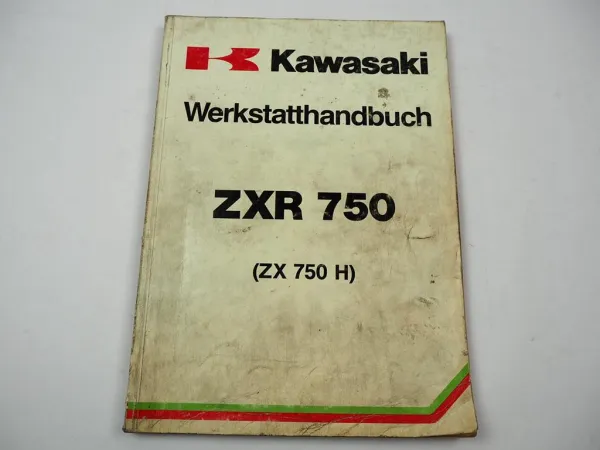 Kawasaki
Werkstatthandbuch
ZXR 750
(ZX 750 H)